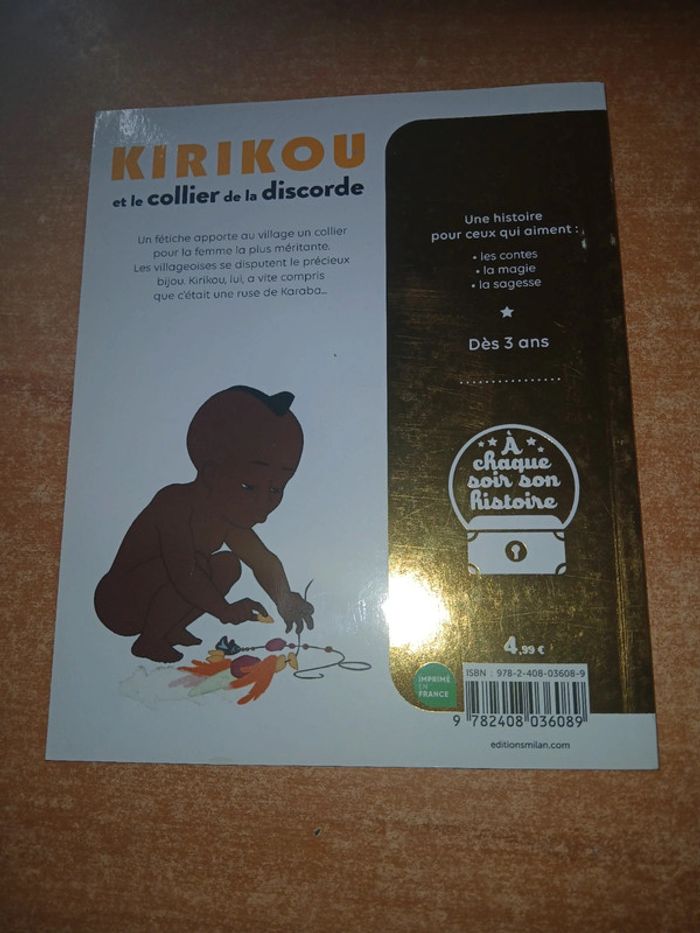 KIRIKOU
et le collier de la discorde
Un fétiche apporte au village un collier
pour la femme la plus méritante.
Les villageoises se disputent le précieux
bijou. Kirikou, lui, a vite compris
que c'était une ruse de Karaba...
Une histoire
pour ceux qui aiment :
• les contes
• la magie
• la sagesse
Dès 3 ans
À
chaque
soir son
histoire
4,99 €
IMPRIMÉ
EN
FRANCE
ISBN : 978-2-408-03608-9
9 782408 036089
editionsmilan.com